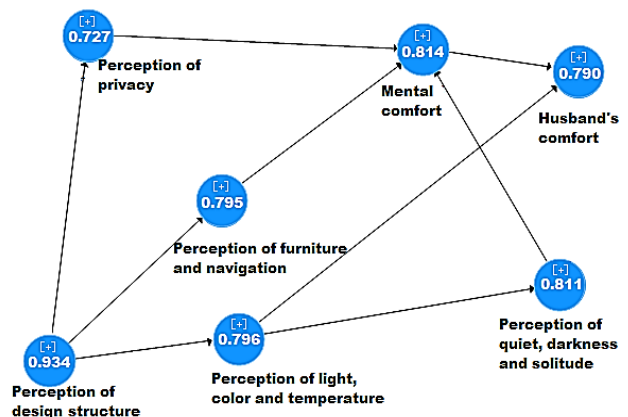 [+]
0.727
Perception of
privacy
[+]
0.814
Mental
comfort
[+]
0.790
Husband's
comfort
[+]
0.795
Perception of furniture
and navigation
[+]
0.811
Perception of
quiet, darkness
and solitude
[+]
0.796
Perception of light,
color and temperature
[+]
0.934
Perception of
design structure